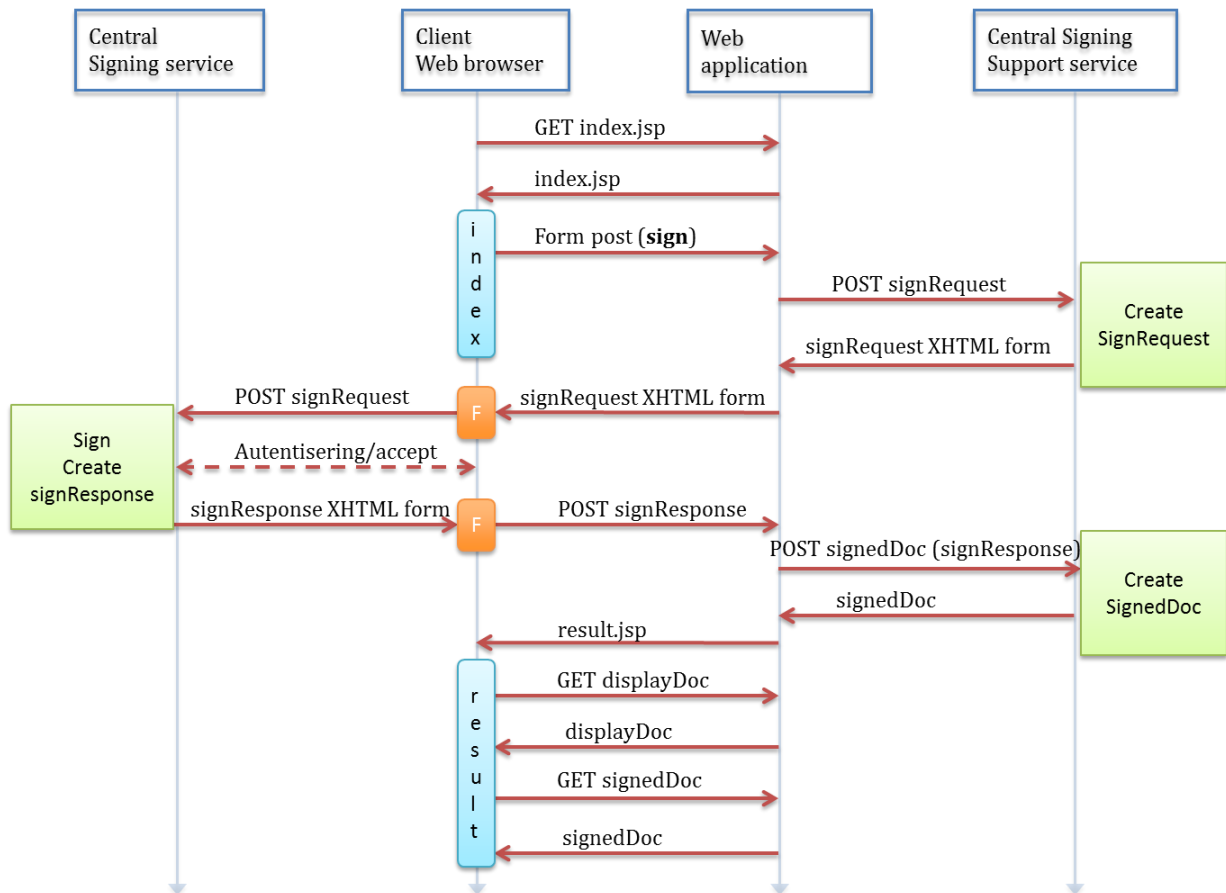 Central
Signing service
Client
Web browser
Web
application
Central Signing
Support service
GET index.jsp
index.jsp
index
Form post (sign)
POST signRequest
Create
SignRequest
signRequest XHTML form
POST signRequest
F
signRequest XHTML form
Sign
Create
signResponse
Autentisering/accept
signResponse XHTML form
F
POST signResponse
POST signedDoc (signResponse)
Create
SignedDoc
signedDoc
result.jsp
result
GET displayDoc
displayDoc
GET signedDoc
signedDoc